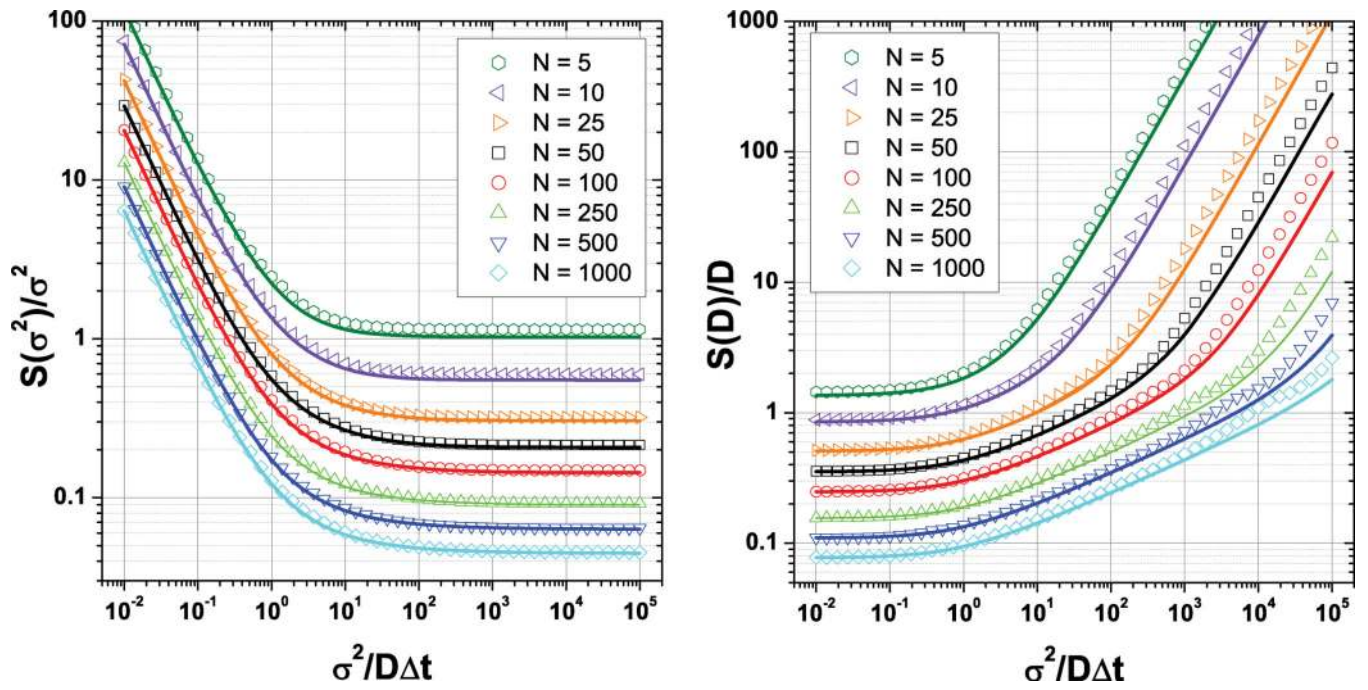 S(σ²)/σ²
100
10
1
0.1
N = 5
N = 10
N = 25
N = 50
N = 100
N = 250
N = 500
N = 1000
10⁻² 10⁻¹ 10⁰ 10¹ 10² 10³ 10⁴ 10⁵
σ²/DΔt
S(D)/D
1000
100
10
1
0.1
N = 5
N = 10
N = 25
N = 50
N = 100
N = 250
N = 500
N = 1000
10⁻² 10⁻¹ 10⁰ 10¹ 10² 10³ 10⁴ 10⁵
σ²/DΔt